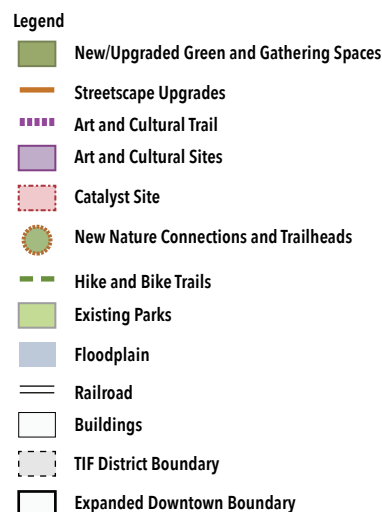 Legend
New/Upgraded Green and Gathering Spaces
Streetscape Upgrades
Art and Cultural Trail
Art and Cultural Sites
Catalyst Site
New Nature Connections and Trailheads
Hike and Bike Trails
Existing Parks
Floodplain
Railroad
Buildings
TIF District Boundary
Expanded Downtown Boundary